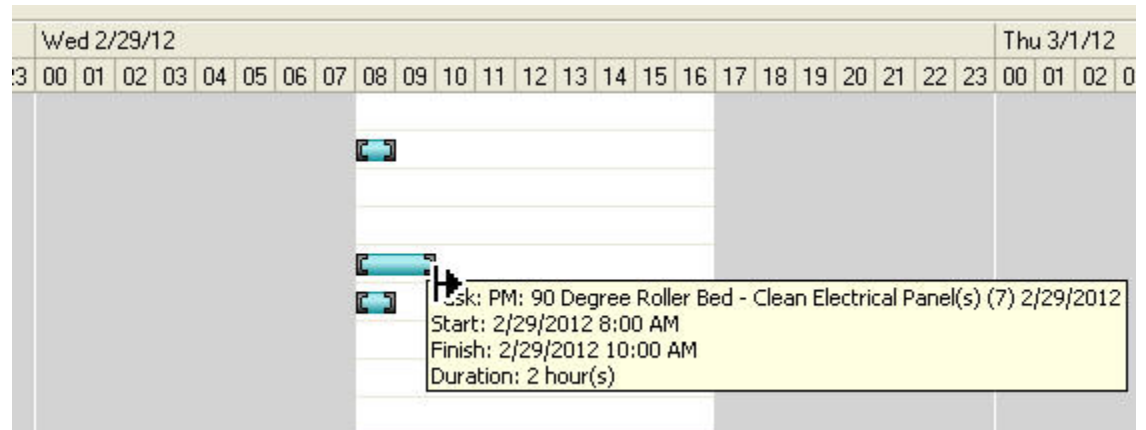 Wed 2/29/12 Thu 3/1/12
23 00 01 02 03 04 05 06 07 08 09 10 11 12 13 14 15 16 17 18 19 20 21 22 23 00 01 02 0
PM: 90 Degree Roller Bed - Clean Electrical Panel(s) (7) 2/29/2012
Start: 2/29/2012 8:00 AM
Finish: 2/29/2012 10:00 AM
Duration: 2 hour(s)